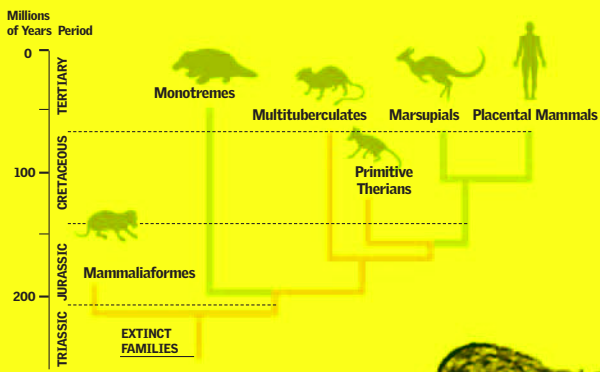 Millions
of Years Period
0
TERTIARY
Monotremes
Multituberculates
Marsupials
Placental Mammals
CRETACEOUS
Primitive
Therians
100
JURASSIC
Mammaliaformes
200
TRIASSIC
EXTINCT
FAMILIES